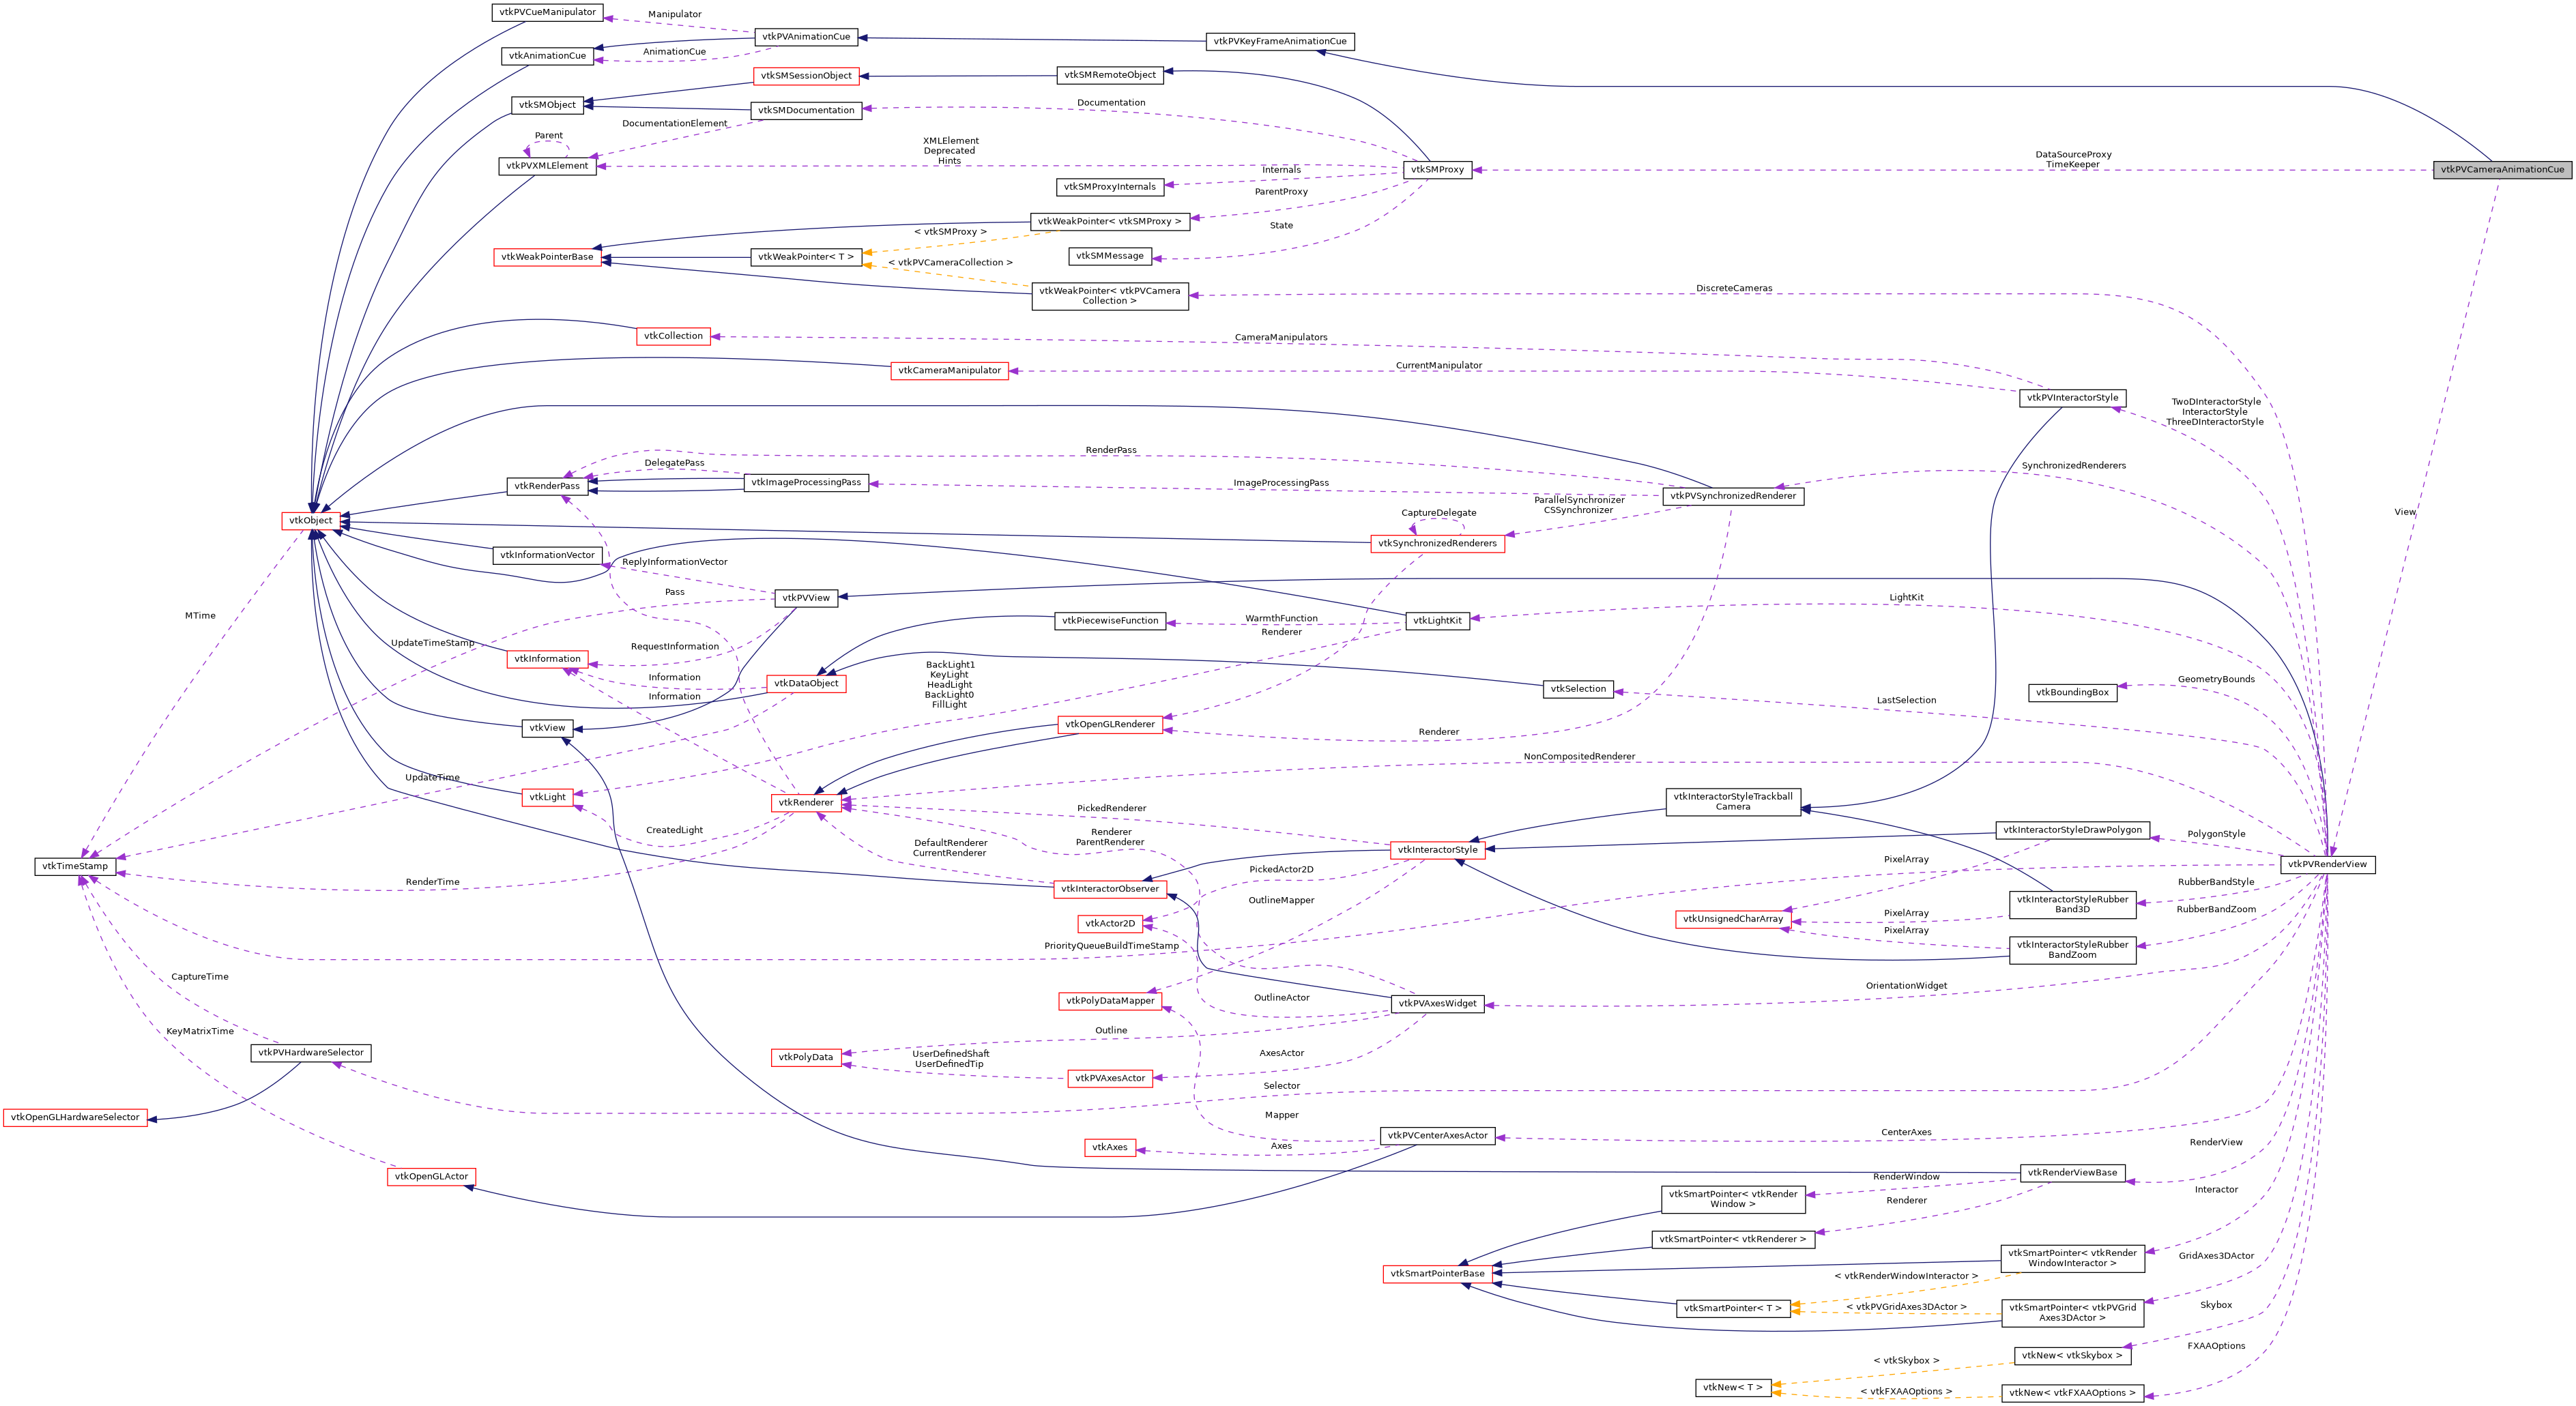 vtkPVCueManipulator
Manipulator
vtkPVAnimationCue
vtkPVKeyFrameAnimationCue
vtkAnimationCue
AnimationCue
vtkSMSessionObject
vtkSMRemoteObject
vtkSMObject
vtkSMDocumentation
Documentation
DocumentationElement
Parent
vtkPVXMLElement
XMLElement
Deprecated
Hints
Internals
vtkSMProxy
DataSourceProxy
TimeKeeper
vtkPVCameraAnimationCue
vtkSMProxyInternals
ParentProxy
vtkWeakPointer< vtkSMProxy >
State
< vtkSMProxy >
vtkWeakPointerBase
vtkWeakPointer< T >
vtkSMMessage
< vtkPVCameraCollection >
vtkWeakPointer< vtkPVCamera
Collection >
DiscreteCameras
vtkCollection
CameraManipulators
vtkCameraManipulator
CurrentManipulator
vtkPVInteractorStyle
TwoDInteractorStyle
InteractorStyle
ThreeDInteractorStyle
RenderPass
DelegatePass
SynchronizedRenderers
vtkRenderPass
vtkImageProcessingPass
ImageProcessingPass
vtkPVSynchronizedRenderer
ParallelSynchronizer
CSSynchronizer
View
vtkObject
CaptureDelegate
vtkSynchronizedRenderers
vtkInformationVector
ReplyInformationVector
Pass
vtkPVView
LightKit
MTime
vtkPiecewiseFunction
WarmthFunction
Renderer
vtkLightKit
UpdateTimeStamp
RequestInformation
vtkInformation
Information
Information
vtkDataObject
BackLight1
KeyLight
HeadLight
BackLight0
FillLight
vtkSelection
GeometryBounds
vtkBoundingBox
LastSelection
vtkView
vtkOpenGLRenderer
Renderer
NonCompositedRenderer
UpdateTime
vtkLight
vtkRenderer
PickedRenderer
vtkInteractorStyleTrackball
Camera
CreatedLight
Renderer
ParentRenderer
DefaultRenderer
CurrentRenderer
vtkInteractorStyle
vtkInteractorStyleDrawPolygon
PolygonStyle
PixelArray
vtkPVRenderView
vtkTimeStamp
RenderTime
vtkInteractorObserver
PickedActor2D
OutlineMapper
RubberBandStyle
vtkInteractorStyleRubber
Band3D
RubberBandZoom
vtkActor2D
vtkUnsignedCharArray
PixelArray
PixelArray
PriorityQueueBuildTimeStamp
vtkInteractorStyleRubber
BandZoom
CaptureTime
OrientationWidget
vtkPolyDataMapper
OutlineActor
vtkPVAxesWidget
KeyMatrixTime
Outline
vtkPVHardwareSelector
vtkPolyData
UserDefinedShaft
UserDefinedTip
AxesActor
vtkPVAxesActor
Selector
vtkOpenGLHardwareSelector
Mapper
vtkPVCenterAxesActor
CenterAxes
vtkAxes
Axes
RenderView
vtkOpenGLActor
vtkRenderViewBase
RenderWindow
vtkSmartPointer< vtkRender
Window >
Renderer
Interactor
vtkSmartPointer< vtkRenderer >
vtkSmartPointer< vtkRender
WindowInteractor >
GridAxes3DActor
vtkSmartPointerBase
< vtkRenderWindowInteractor >
vtkSmartPointer< T >
< vtkPVGridAxes3DActor >
vtkSmartPointer< vtkPVGrid
Axes3DActor >
Skybox
FXAAOptions
vtkNew< vtkSkybox >
< vtkSkybox >
vtkNew< T >
< vtkFXAAOptions >
vtkNew< vtkFXAAOptions >